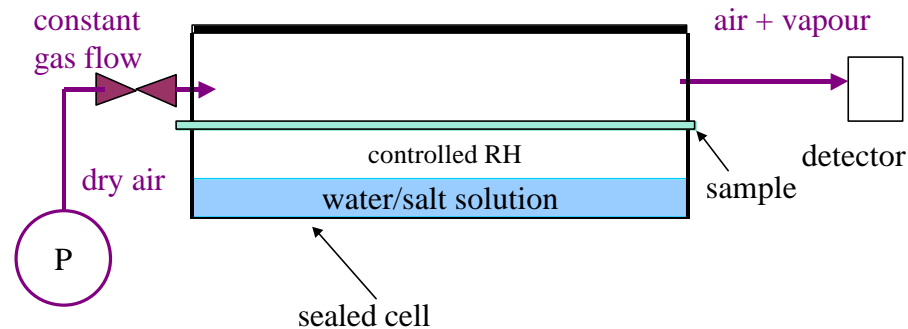 constant
gas flow
air + vapour
controlled RH
detector
dry air
sample
water/salt solution
P
sealed cell